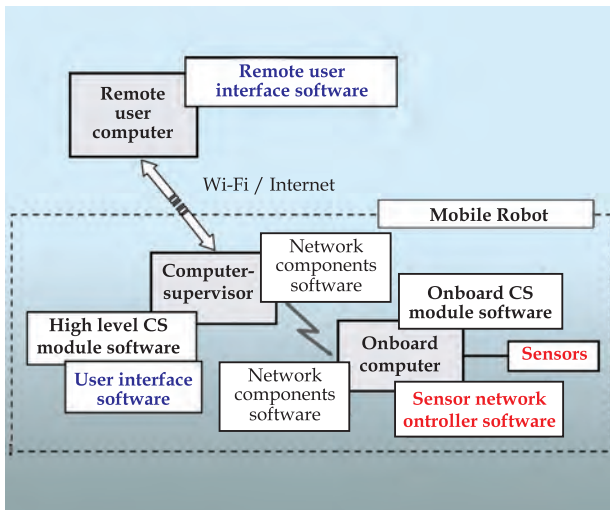 Remote user
interface software
Remote
user
computer
Wi-Fi / Internet
Mobile Robot
Network
components
software
Computer-
supervisor
Onboard CS
module software
High level CS
module software
Onboard
computer
Sensors
User interface
software
Network
components
software
Sensor network
ontroller software